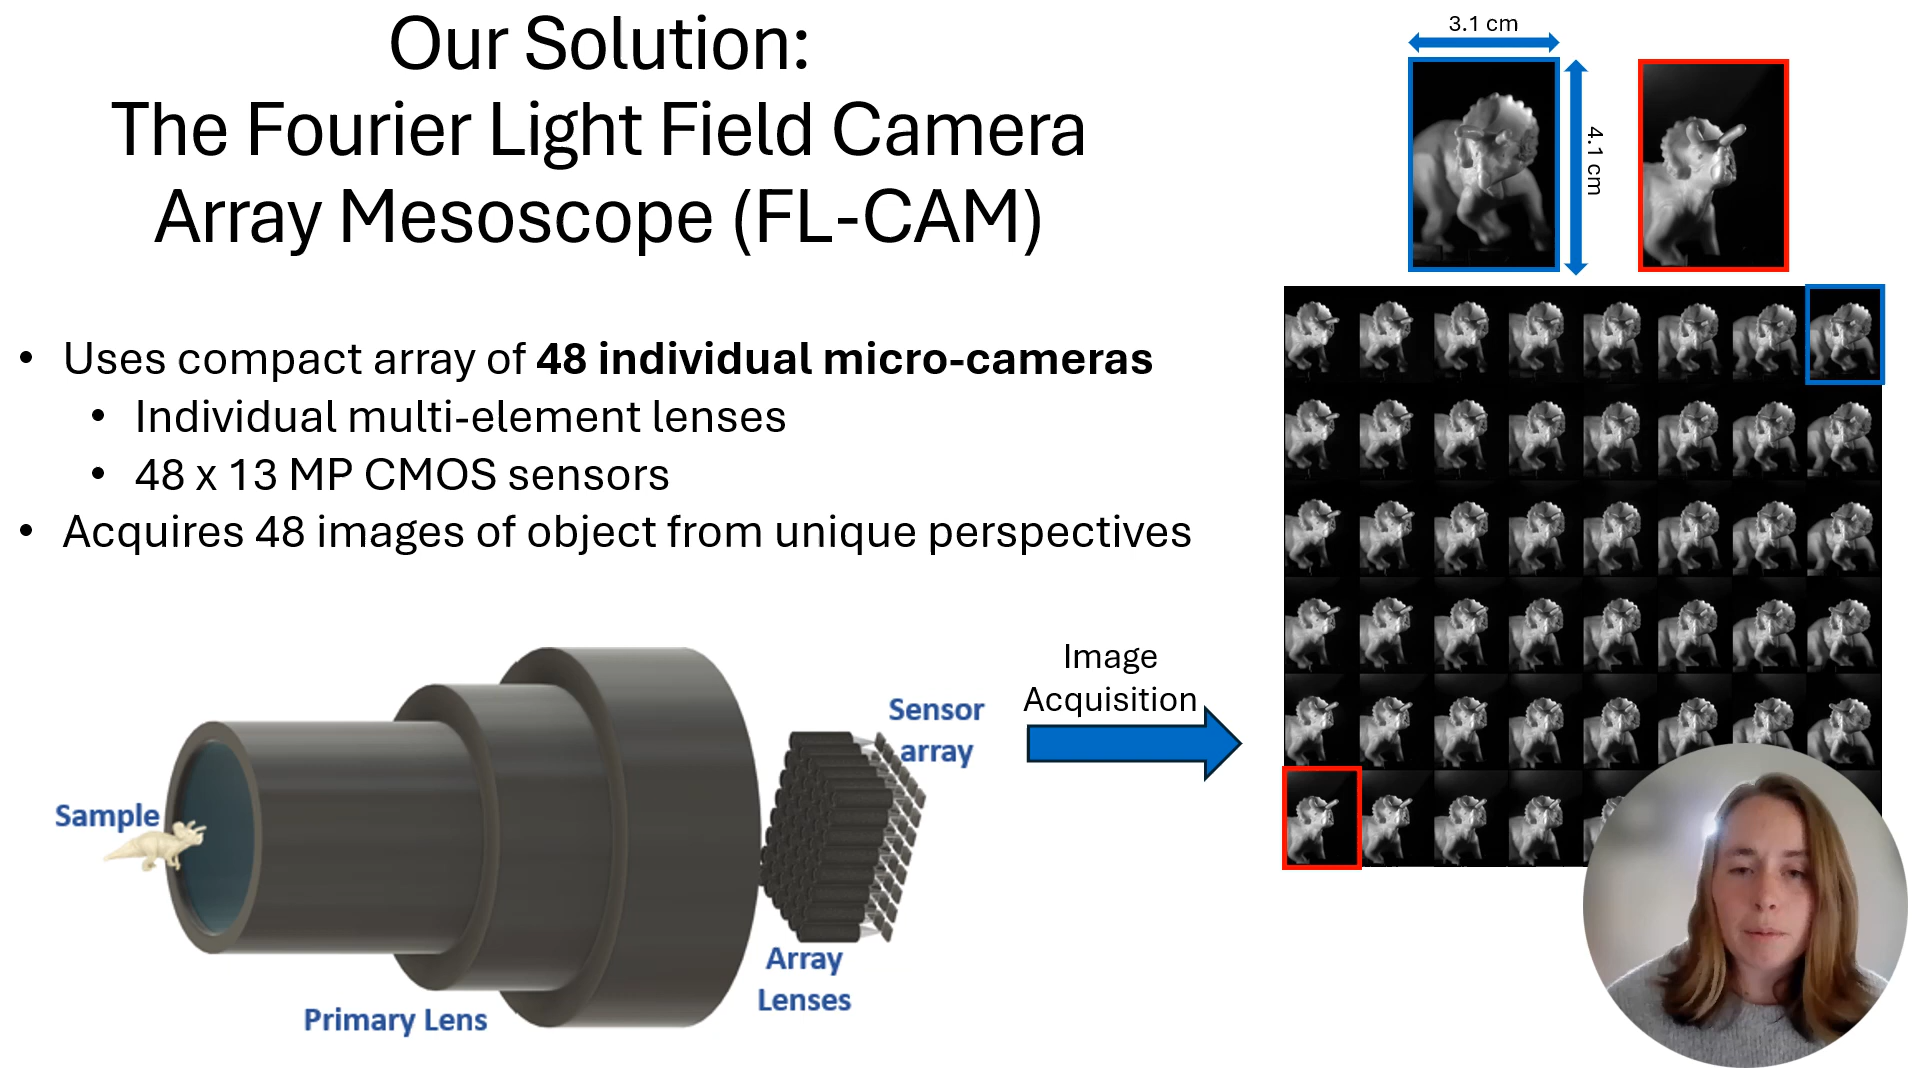 Our Solution:
The Fourier Light Field Camera
Array Mesoscope (FL-CAM)
• Uses compact array of 48 individual micro-cameras
• Individual multi-element lenses
• 48 x 13 MP CMOS sensors
• Acquires 48 images of object from unique perspectives
Sample
Primary Lens
Array
Lenses
Sensor
array
Image
Acquisition
3.1 cm
4.1 cm